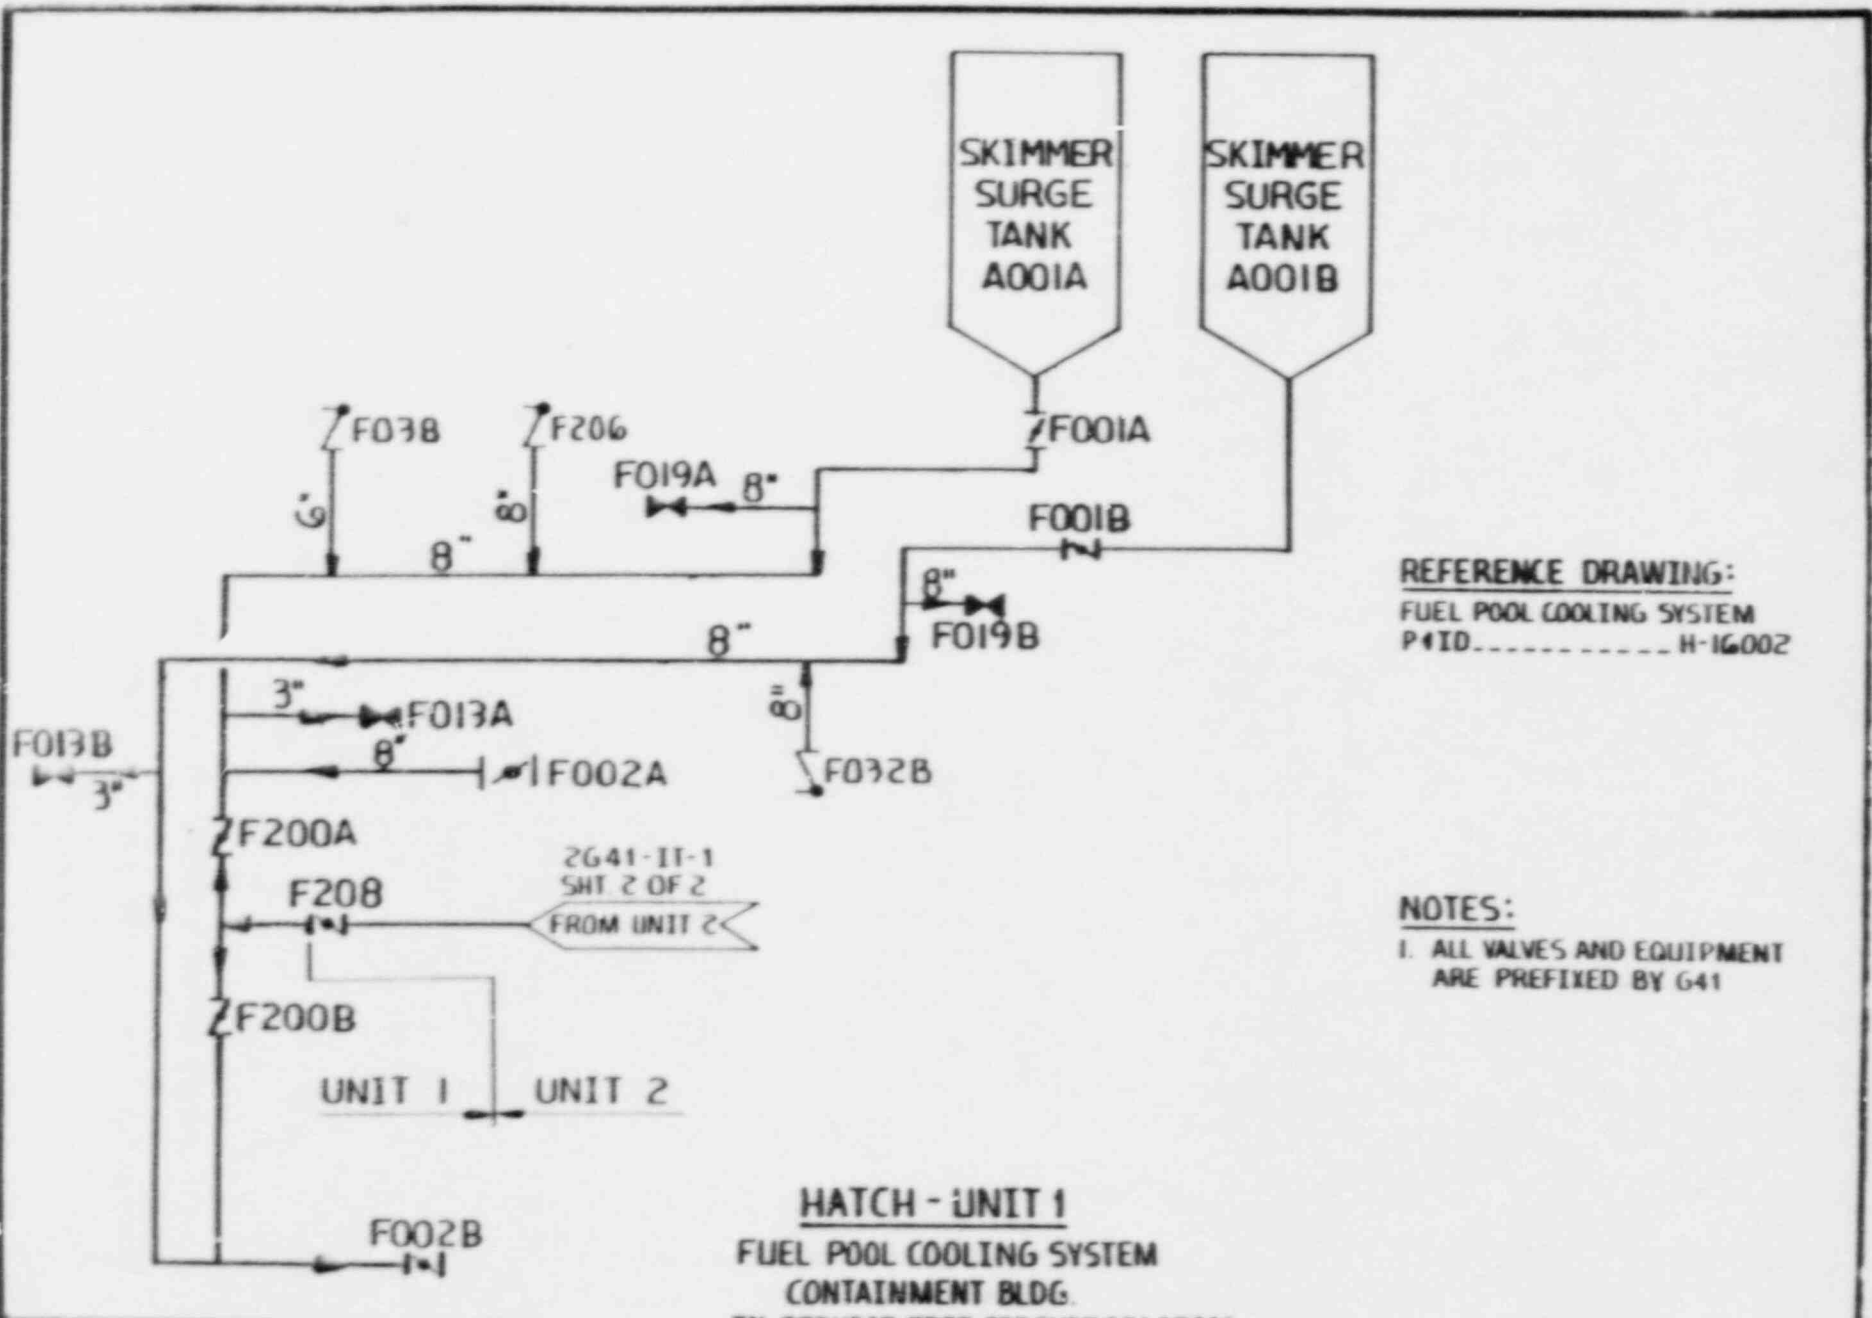 SKIMMER
SURGE
TANK
A001A
SKIMMER
SURGE
TANK
A001B
F038
F206
F001A
F019A
8"
6"
8"
F001B
8"
8"
F019B
8"
REFERENCE DRAWING:
FUEL POOL COOLING SYSTEM
P&ID___________ H-16002
3"
F013A
8"
F013B
3"
8"
F002A
F032B
F200A
2G41-IT-1
SHT. 2 OF 2
F208
FROM UNIT 2
NOTES:
1. ALL VALVES AND EQUIPMENT
ARE PREFIXED BY G41
F200B
UNIT 1
UNIT 2
F002B
HATCH - UNIT 1
FUEL POOL COOLING SYSTEM
CONTAINMENT BLDG.